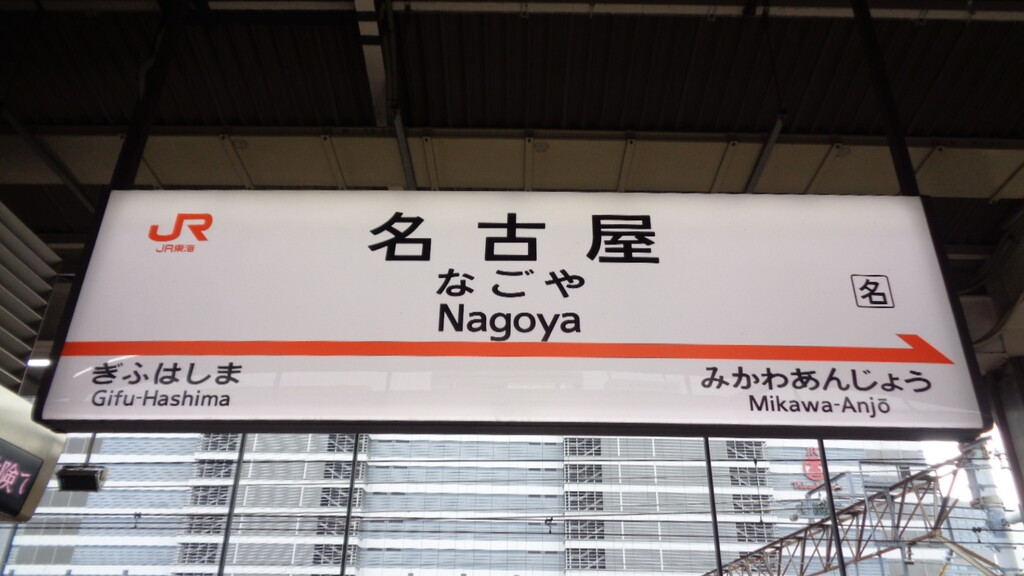 JR
JR東海
名古屋
なごや
Nagoya
名
ぎふはしま
Gifu-Hashima
みかわあんじょう
Mikawa-Anjō